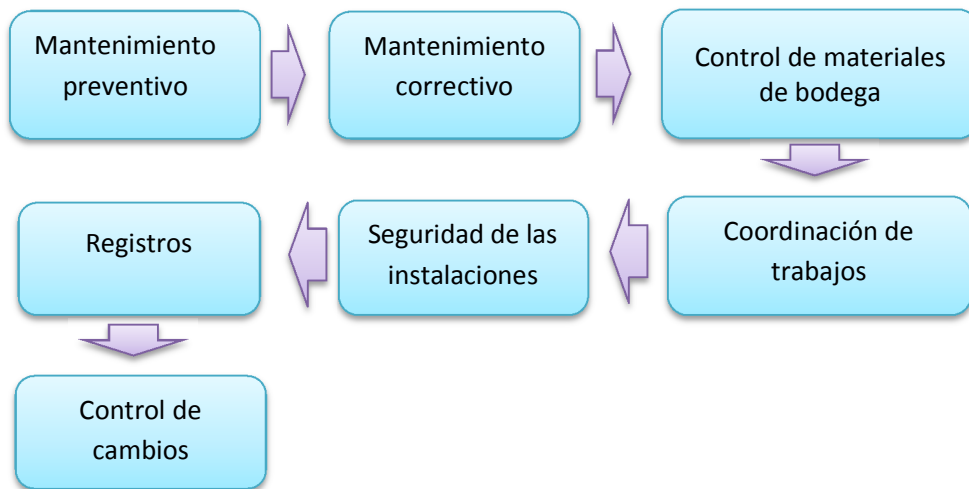 Mantenimiento
preventivo
Mantenimiento
correctivo
Control de materiales
de bodega
Coordinación de
trabajos
Seguridad de las
instalaciones
Registros
Control de
cambios